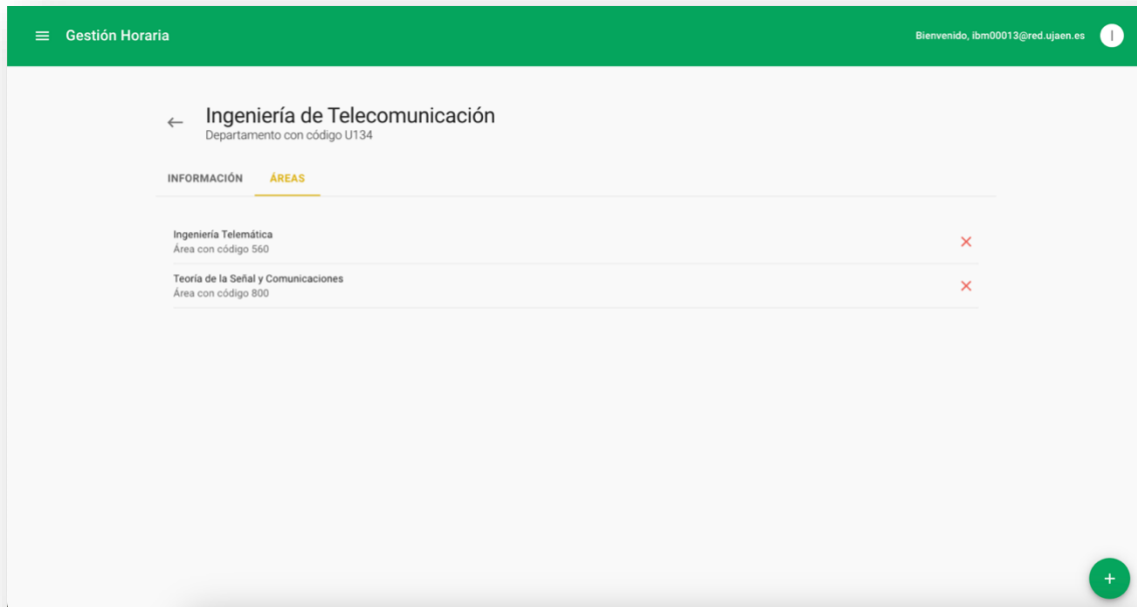 Gestión Horaria
Bienvenido, ibm00013@red.ujaen.es
I
Ingeniería de Telecomunicación
Departamento con código U134
INFORMACIÓN
ÁREAS
Ingeniería Telemática
Área con código 560
Teoría de la Señal y Comunicaciones
Área con código 800